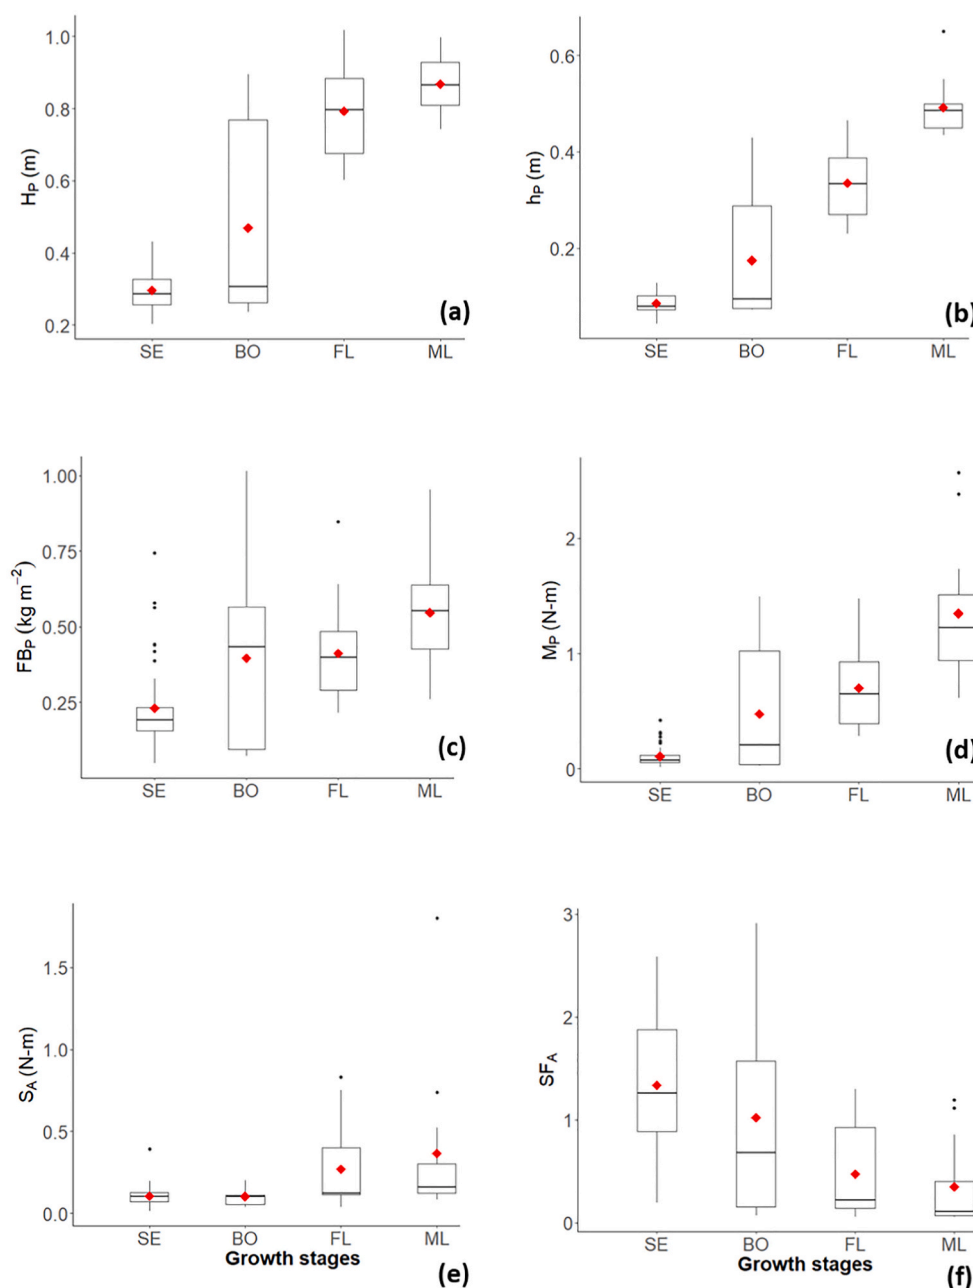 1.0
0.8
0.6
0.4
0.2
H_P (m)
SE BO FL ML
(a)
0.6
0.4
0.2
h_P (m)
SE BO FL ML
(b)
1.00
0.75
0.50
0.25
FB_P (kg m⁻²)
SE BO FL ML
(c)
2
1
0
M_P (N-m)
SE BO FL ML
(d)
1.5
1.0
0.5
0.0
S_A (N-m)
SE BO FL ML
Growth stages
(e)
3
2
1
0
SF_A
SE BO FL ML
Growth stages
(f)